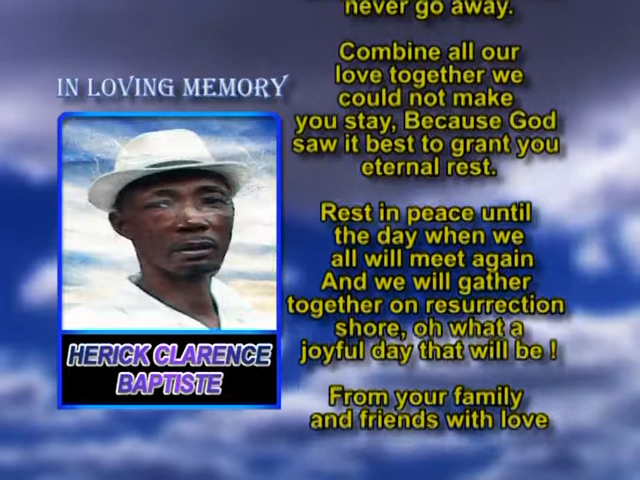 IN LOVING MEMORY
HERICK CLARENCE
BAPTISTE
never go away.
Combine all our
love together we
could not make
you stay, Because God
saw it best to grant you
eternal rest.
Rest in peace until
the day when we
all will meet again
And we will gather
together on resurrection
shore, oh what a
joyful day that will be !
From your family
and friends with love